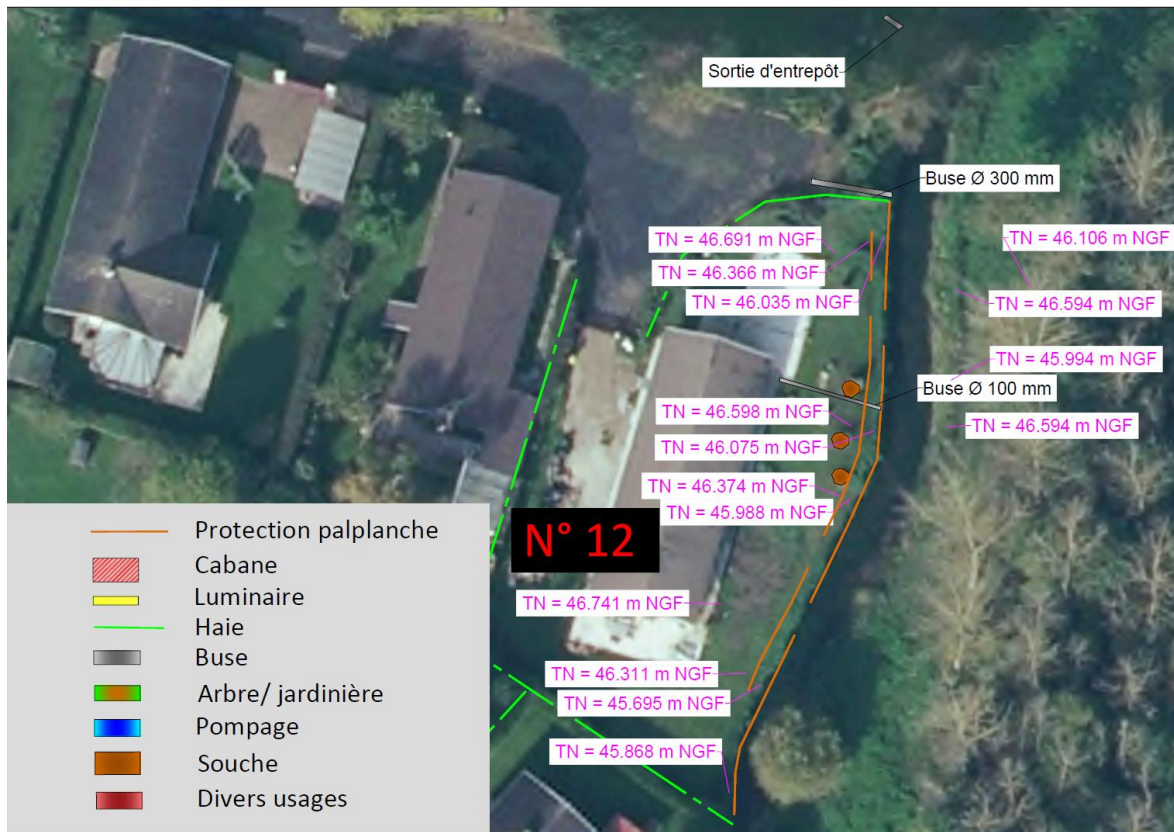 Sortie d'entrepôt
Buse Ø 300 mm
TN = 46.691 m NGF
TN = 46.106 m NGF
TN = 46.366 m NGF
TN = 46.035 m NGF
TN = 46.594 m NGF
TN = 45.994 m NGF
Buse Ø 100 mm
TN = 46.598 m NGF
TN = 46.594 m NGF
TN = 46.075 m NGF
TN = 46.374 m NGF
TN = 45.988 m NGF
N° 12
TN = 46.741 m NGF
TN = 46.311 m NGF
TN = 45.695 m NGF
TN = 45.868 m NGF
Protection palplanche
Cabane
Luminaire
Haie
Buse
Arbre/ jardinière
Pompage
Souche
Divers usages